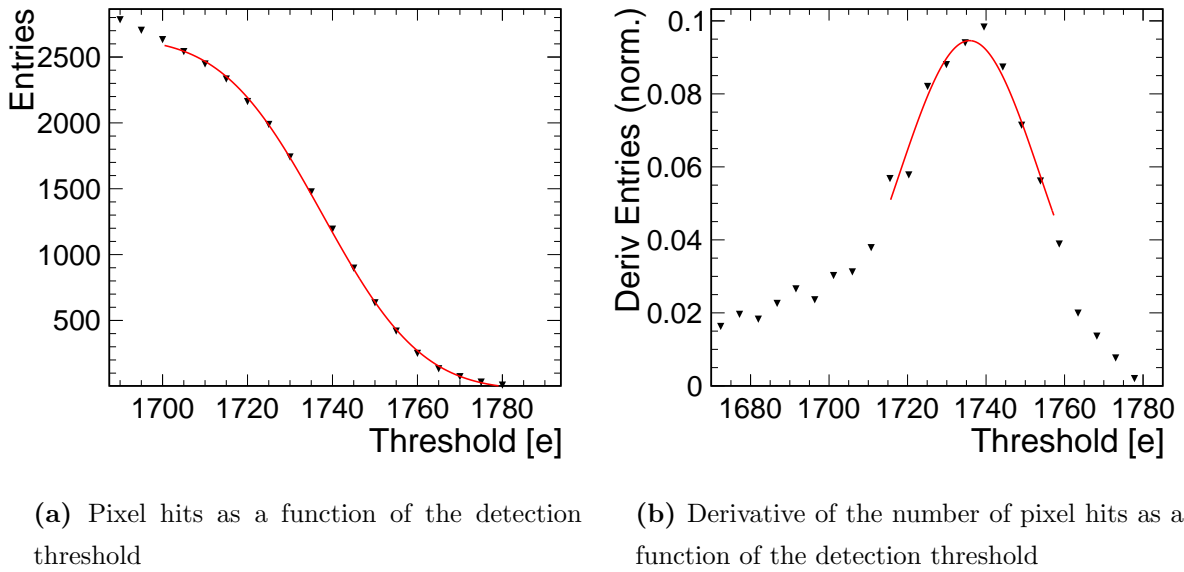 Entries
2500
2000
1500
1000
500
1700 1720 1740 1760 1780
Threshold [e]
Deriv Entries (norm.)
0.1
0.08
0.06
0.04
0.02
0
1680 1700 1720 1740 1760 1780
Threshold [e]
(a) Pixel hits as a function of the detection
threshold
(b) Derivative of the number of pixel hits as a
function of the detection threshold